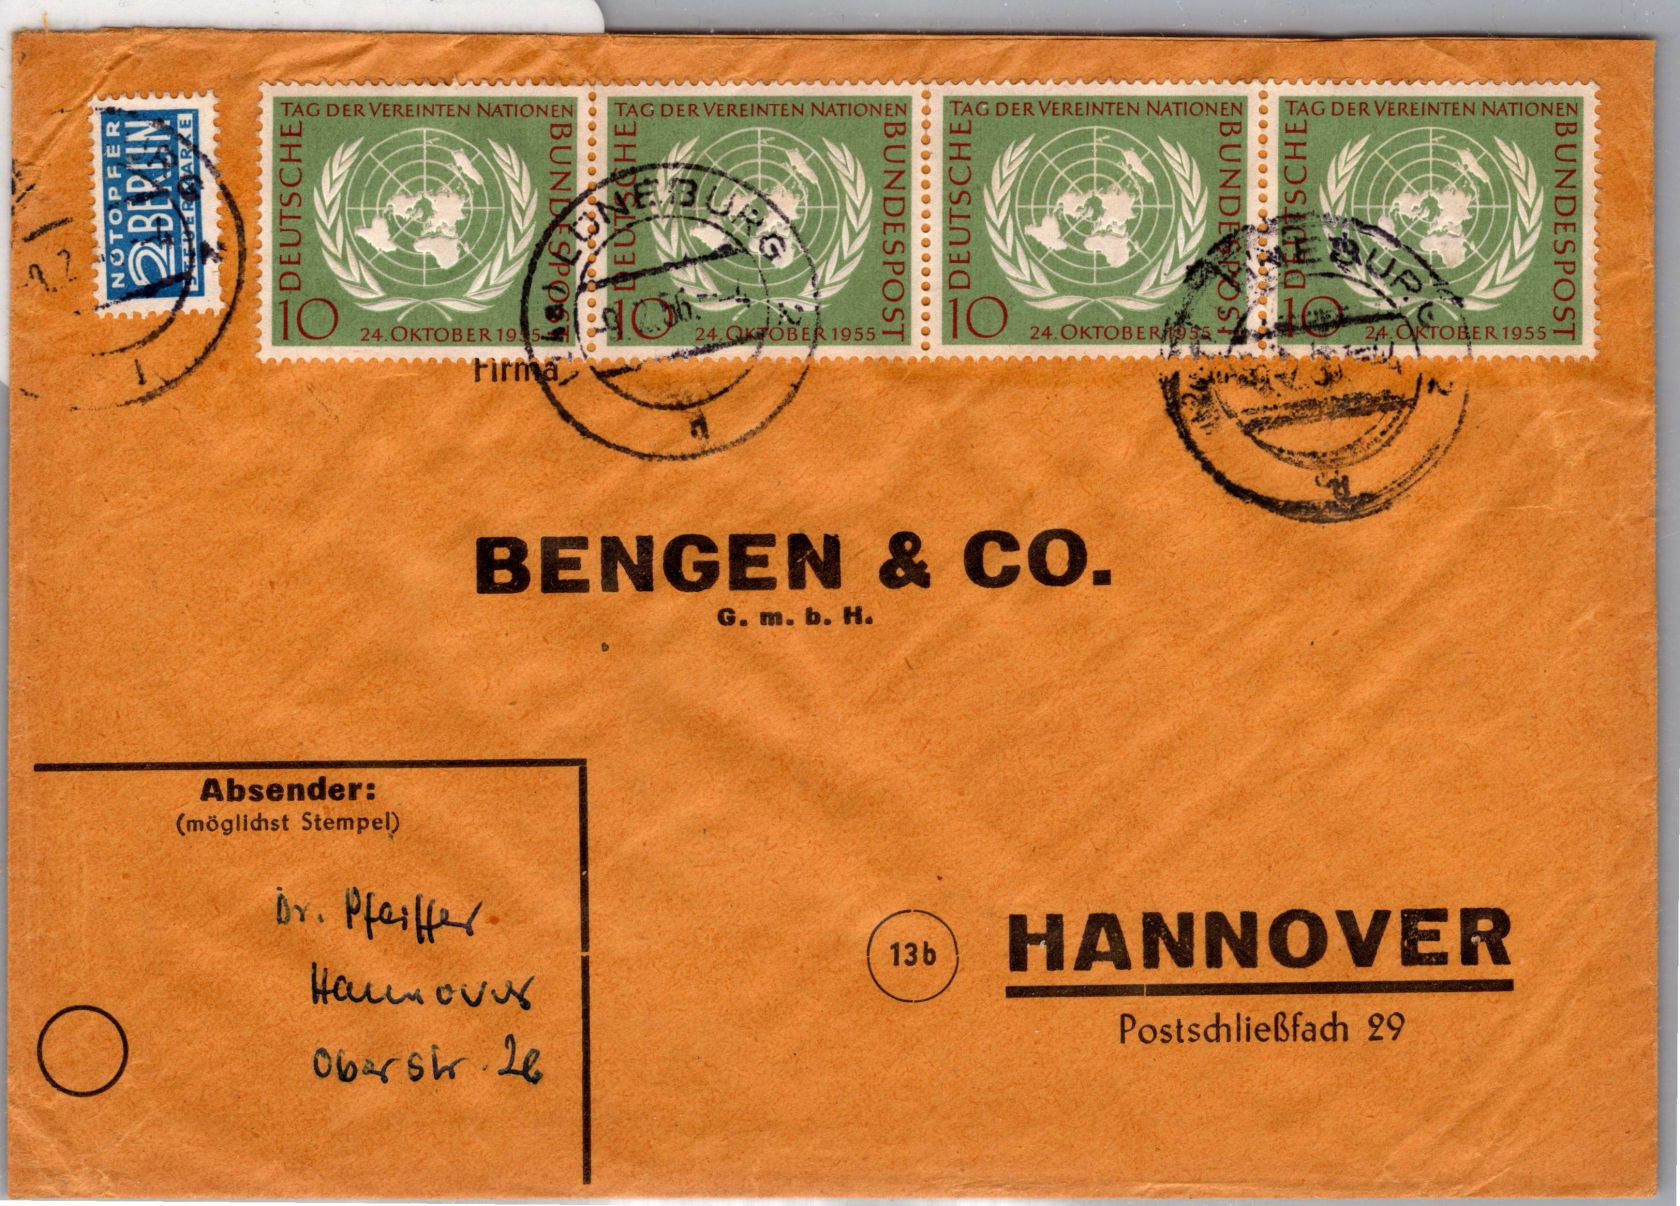 NOTOPFER
2 BERLIN
STEUERMARKE
TAG DER VEREINTEN NATIONEN
DEUTSCHE
BUNDESPOST
10
24. OKTOBER 1955
TAG DER VEREINTEN NATIONEN
DEUTSCHE
BUNDESPOST
10
24. OKTOBER 1955
TAG DER VEREINTEN NATIONEN
DEUTSCHE
BUNDESPOST
10
24. OKTOBER 1955
TAG DER VEREINTEN NATIONEN
DEUTSCHE
BUNDESPOST
10
24. OKTOBER 1955
Firma
BENGEN & CO.
G. m. b. H.
Absender:
(möglichst Stempel)
Dr. Pfeiffer
Hannover
13b
HANNOVER
Postschließfach 29